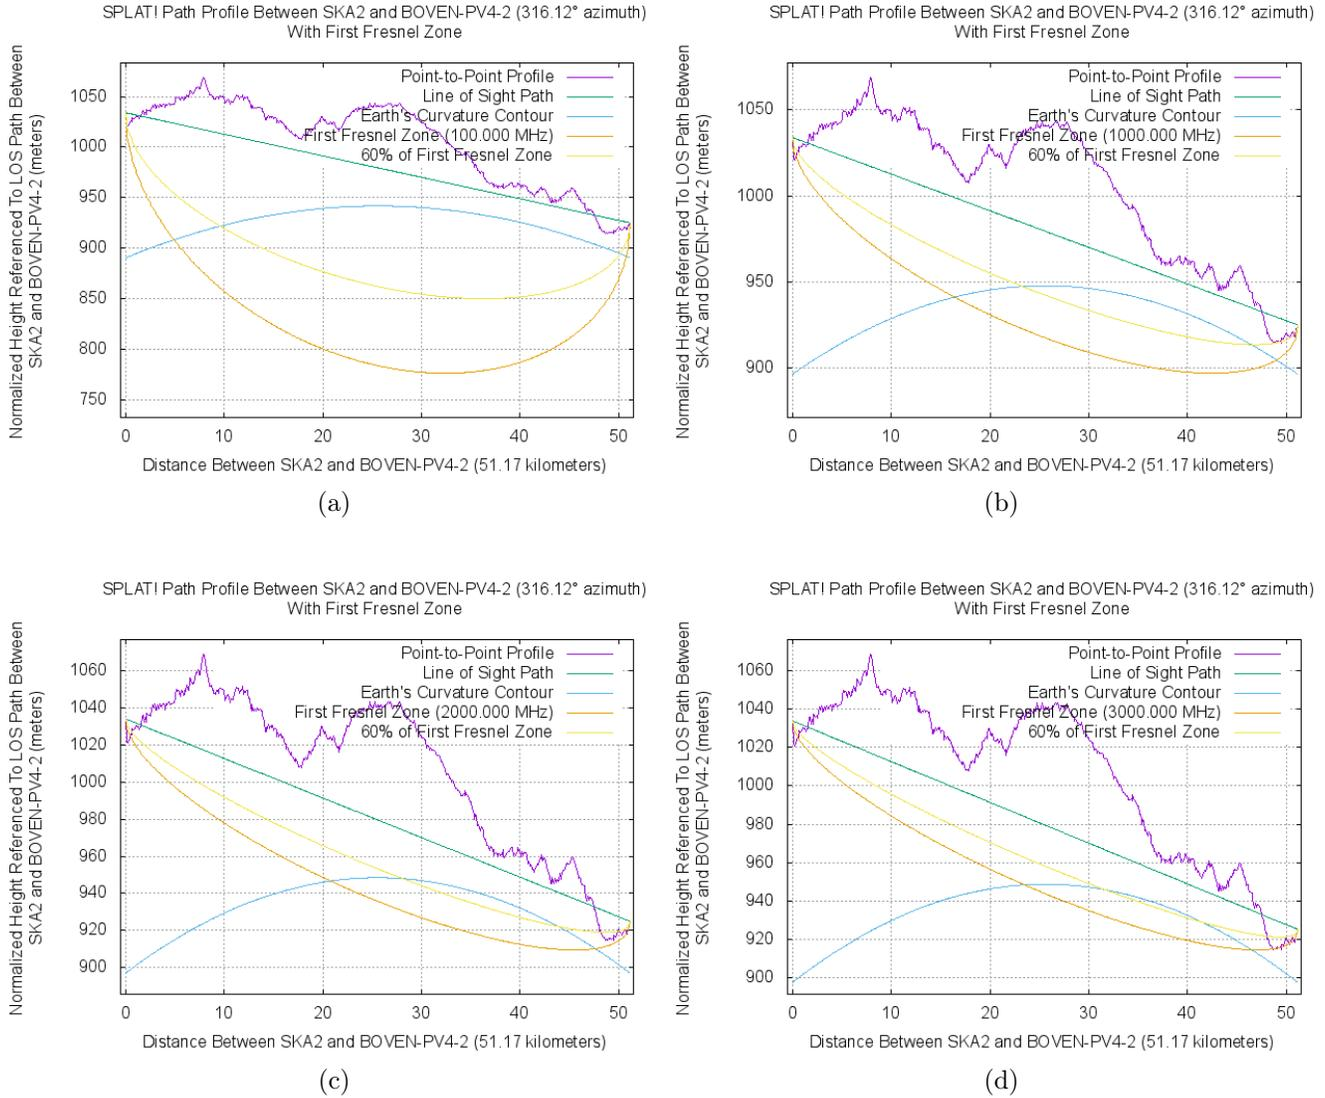 SPLAT! Path Profile Between SKA2 and BOVEN-PV4-2 (316.12° azimuth)
With First Fresnel Zone
Normalized Height Referenced To LOS Path Between
SKA2 and BOVEN-PV4-2 (meters)
Point-to-Point Profile
Line of Sight Path
Earth's Curvature Contour
First Fresnel Zone (100.000 MHz)
60% of First Fresnel Zone
1050
1000
950
900
850
800
750
0 10 20 30 40 50
Distance Between SKA2 and BOVEN-PV4-2 (51.17 kilometers)
(a)
SPLAT! Path Profile Between SKA2 and BOVEN-PV4-2 (316.12° azimuth)
With First Fresnel Zone
Normalized Height Referenced To LOS Path Between
SKA2 and BOVEN-PV4-2 (meters)
Point-to-Point Profile
Line of Sight Path
Earth's Curvature Contour
First Fresnel Zone (1000.000 MHz)
60% of First Fresnel Zone
1050
1000
950
900
0 10 20 30 40 50
Distance Between SKA2 and BOVEN-PV4-2 (51.17 kilometers)
(b)
SPLAT! Path Profile Between SKA2 and BOVEN-PV4-2 (316.12° azimuth)
With First Fresnel Zone
Normalized Height Referenced To LOS Path Between
SKA2 and BOVEN-PV4-2 (meters)
Point-to-Point Profile
Line of Sight Path
Earth's Curvature Contour
First Fresnel Zone (2000.000 MHz)
60% of First Fresnel Zone
1060
1040
1020
1000
980
960
940
920
900
0 10 20 30 40 50
Distance Between SKA2 and BOVEN-PV4-2 (51.17 kilometers)
(c)
SPLAT! Path Profile Between SKA2 and BOVEN-PV4-2 (316.12° azimuth)
With First Fresnel Zone
Normalized Height Referenced To LOS Path Between
SKA2 and BOVEN-PV4-2 (meters)
Point-to-Point Profile
Line of Sight Path
Earth's Curvature Contour
First Fresnel Zone (3000.000 MHz)
60% of First Fresnel Zone
1060
1040
1020
1000
980
960
940
920
900
0 10 20 30 40 50
Distance Between SKA2 and BOVEN-PV4-2 (51.17 kilometers)
(d)